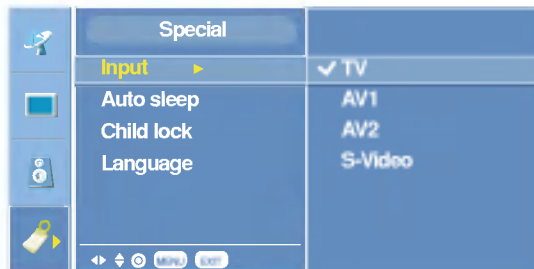 Special
Input
Auto sleep
Child lock
Language
TV
AV1
AV2
S-Video
MENU EXIT